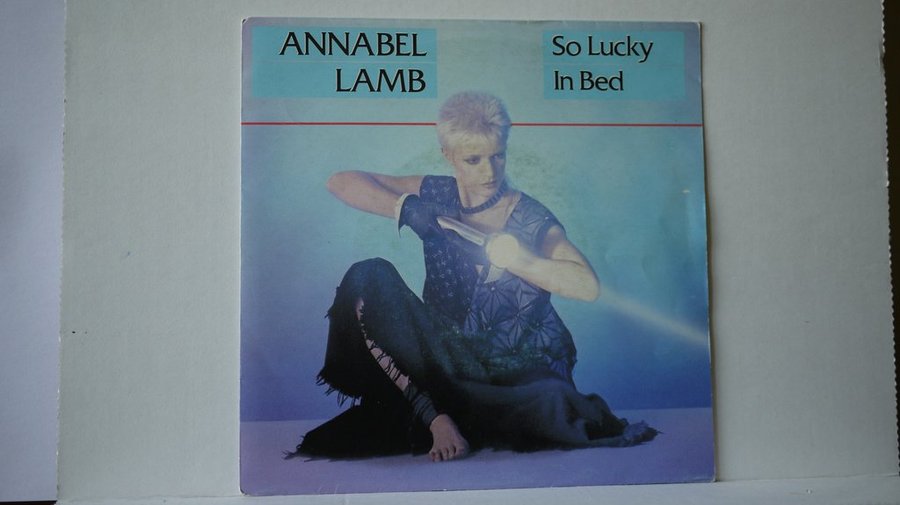 ANNABEL
LAMB
So Lucky
In Bed